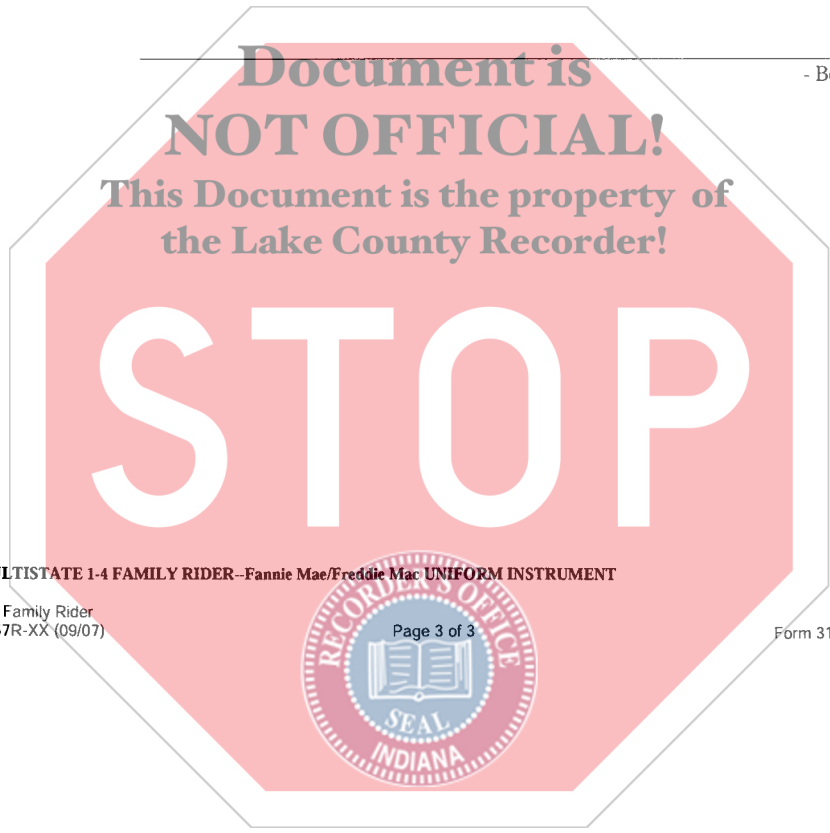 Document is
- B
NOT OFFICIAL!
This Document is the property of
the Lake County Recorder!
STOP
LTISTATE 1-4 FAMILY RIDER--Fannie Mae/Freddie Mac UNIFORM INSTRUMENT
Family Rider
7R-XX (09/07)
Page 3 of 3
Form 31
RECORDER'S OFFICE
SEAL
INDIANA